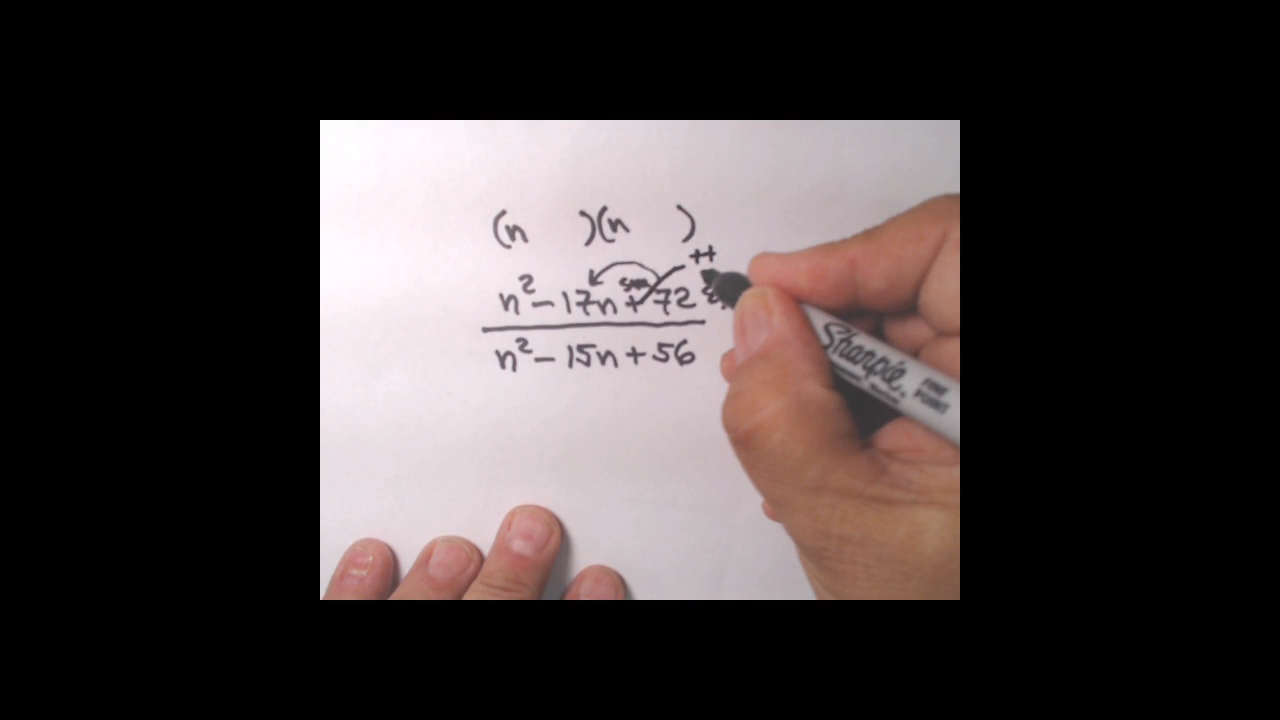 (n )(n )
++
sum
n² - 17n + 72
n² - 15n + 56
Sharpie.
FINE
POINT